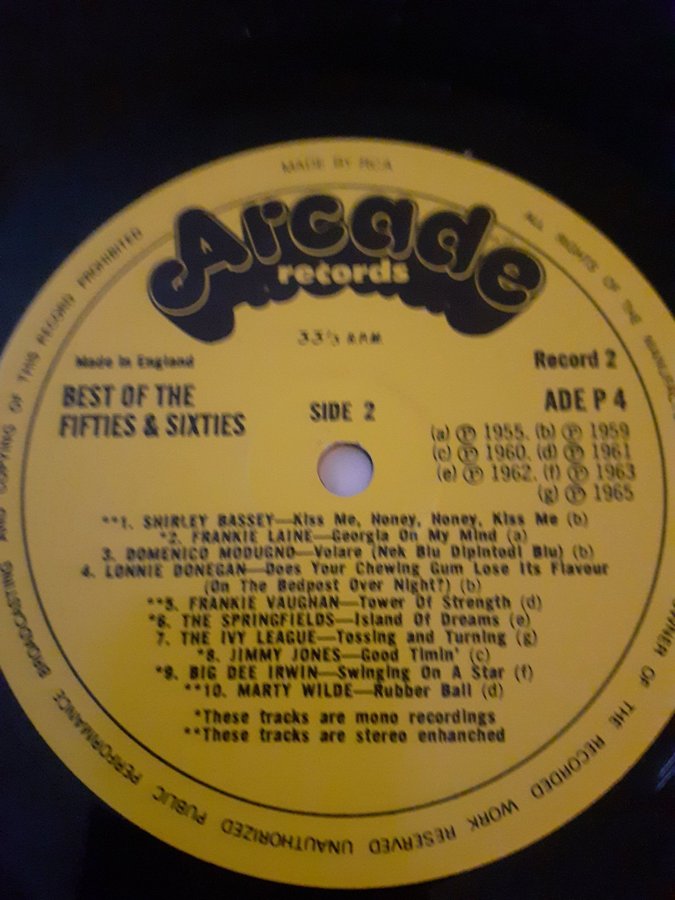 MADE BY RCA
Arcade
records
33⅓ R.P.M.
Made in England
Record 2
BEST OF THE
FIFTIES & SIXTIES
SIDE 2
ADE P 4
(a) ℗ 1955. (b) ℗ 1959
(c) ℗ 1960. (d) ℗ 1961
(e) ℗ 1962. (f) ℗ 1963
(g) ℗ 1965
**1. SHIRLEY BASSEY—Kiss Me, Honey, Honey, Kiss Me (b)
*2. FRANKIE LAINE—Georgia On My Mind (a)
3. DOMENICO MODUGNO—Volare (Nek Blu Dipintodi Blu) (b)
4. LONNIE DONEGAN—Does Your Chewing Gum Lose Its Flavour
(On The Bedpost Over Night?) (b)
**5. FRANKIE VAUGHAN—Tower Of Strength (d)
*6. THE SPRINGFIELDS—Island Of Dreams (e)
7. THE IVY LEAGUE—Tossing and Turning (g)
*8. JIMMY JONES—Good Timin' (c)
*9. BIG DEE IRWIN—Swinging On A Star (f)
**10. MARTY WILDE—Rubber Ball (d)
*These tracks are mono recordings
**These tracks are stereo enhanched
ALL RIGHTS OF THE MANUFAC
OWNER OF THE RECORDED WORK RESERVED UNAUTHORIZED PUBLIC PERFORMANCE BROADCASTING AND COPYING OF THIS RECORD PROHIBITED